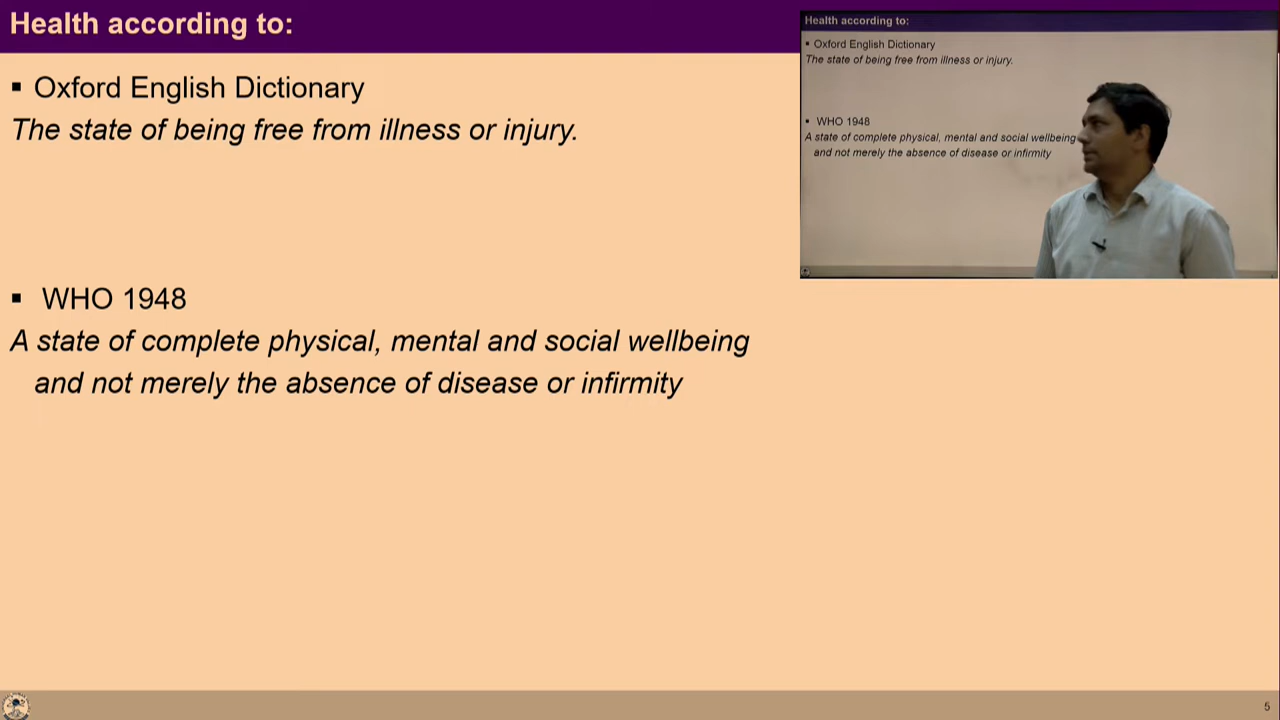 Health according to:
▪ Oxford English Dictionary
The state of being free from illness or injury.
▪ WHO 1948
A state of complete physical, mental and social wellbeing
and not merely the absence of disease or infirmity
Health according to:
▪ Oxford English Dictionary
The state of being free from illness or injury.
▪ WHO 1948
A state of complete physical, mental and social wellbeing
and not merely the absence of disease or infirmity
5